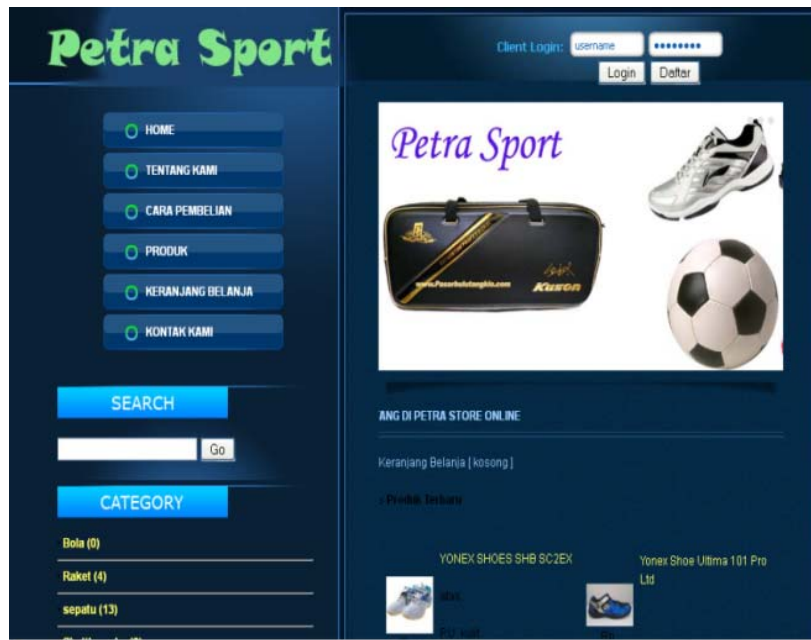 Petra Sport
Client Login:
username
Login
Daftar
HOME
TENTANG KAMI
CARA PEMBELIAN
PRODUK
KERANJANG BELANJA
KONTAK KAMI
SEARCH
Go
CATEGORY
Bola (0)
Raket (4)
sepatu (13)
Petra Sport
Kuson
ANG DI PETRA STORE ONLINE
Keranjang Belanja [ kosong ]
> Produk Terbaru
YONEX SHOES SHB SC2EX
Yonex Shoe Ultima 101 Pro
Ltd